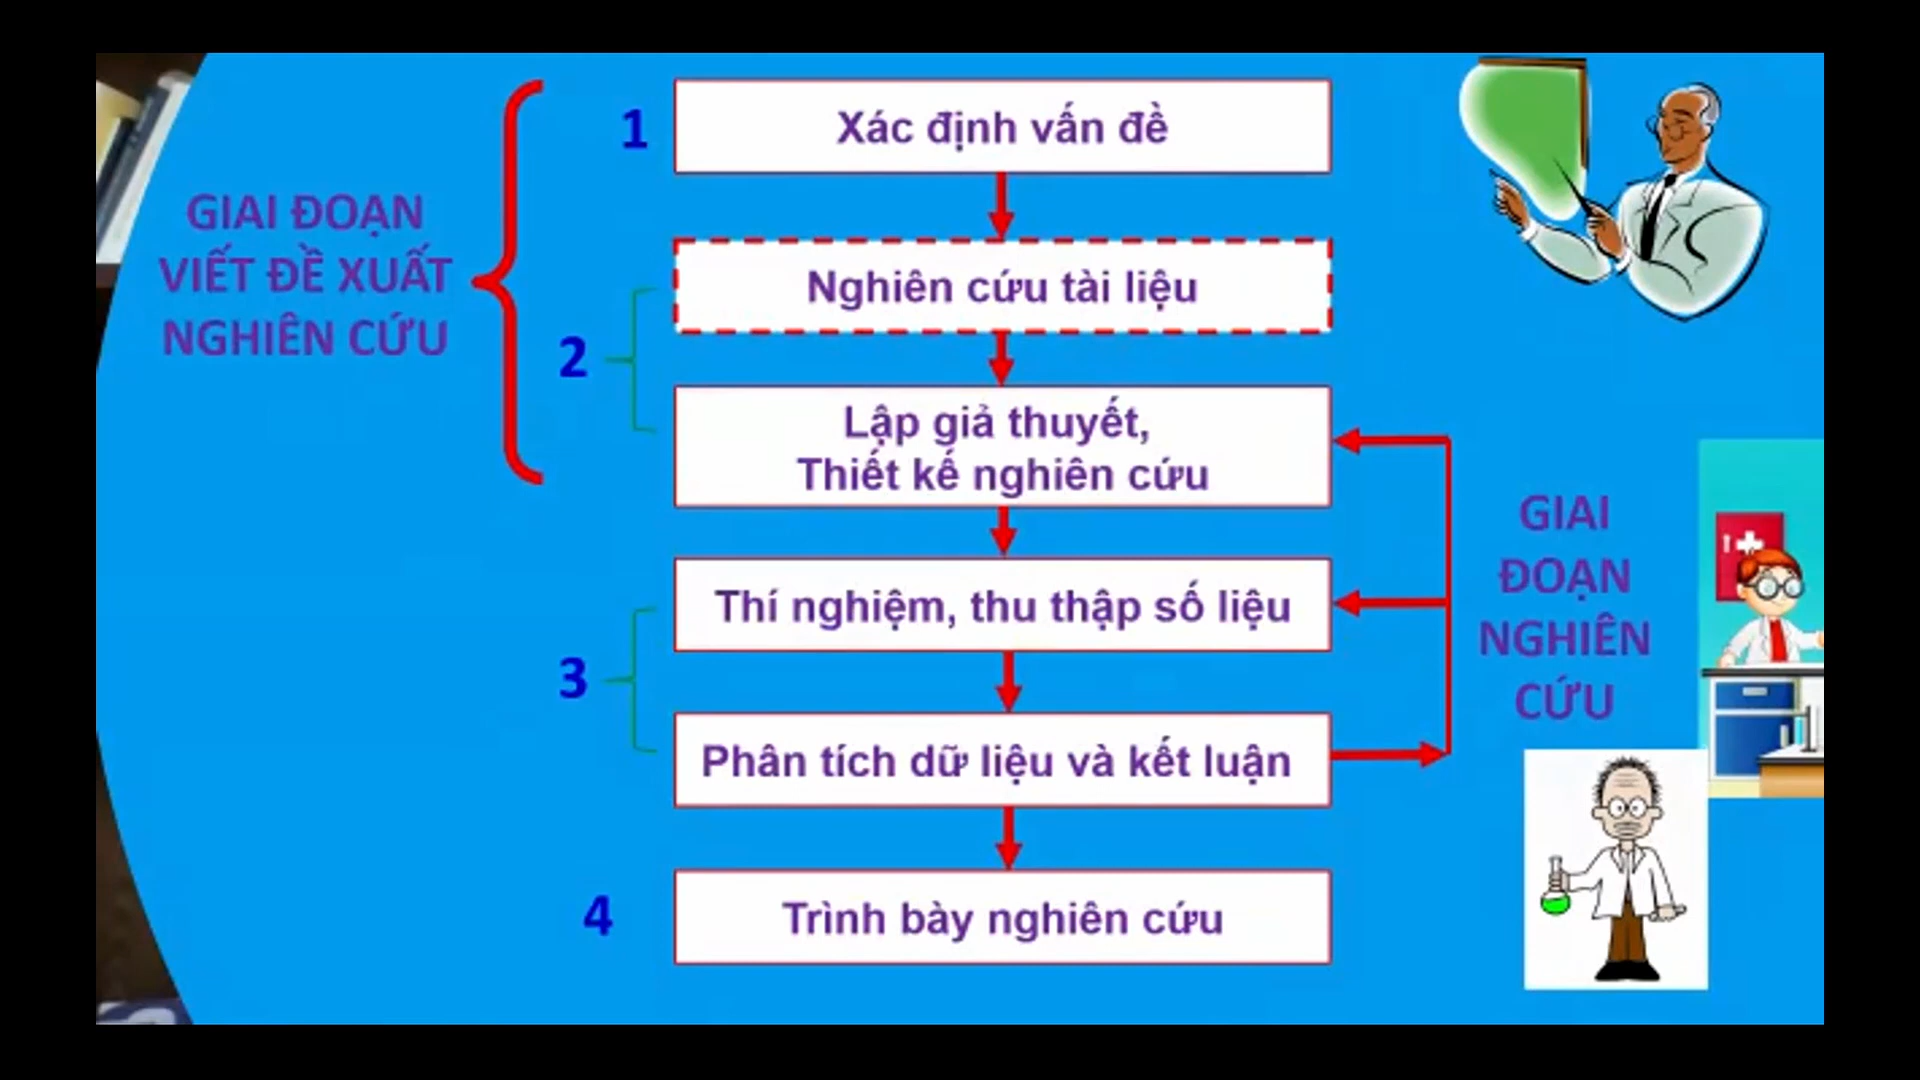 GIAI ĐOẠN
VIẾT ĐỀ XUẤT
NGHIÊN CỨU
1
Xác định vấn đề
2
Nghiên cứu tài liệu
Lập giả thuyết,
Thiết kế nghiên cứu
3
Thí nghiệm, thu thập số liệu
Phân tích dữ liệu và kết luận
4
Trình bày nghiên cứu
GIAI
ĐOẠN
NGHIÊN
CỨU